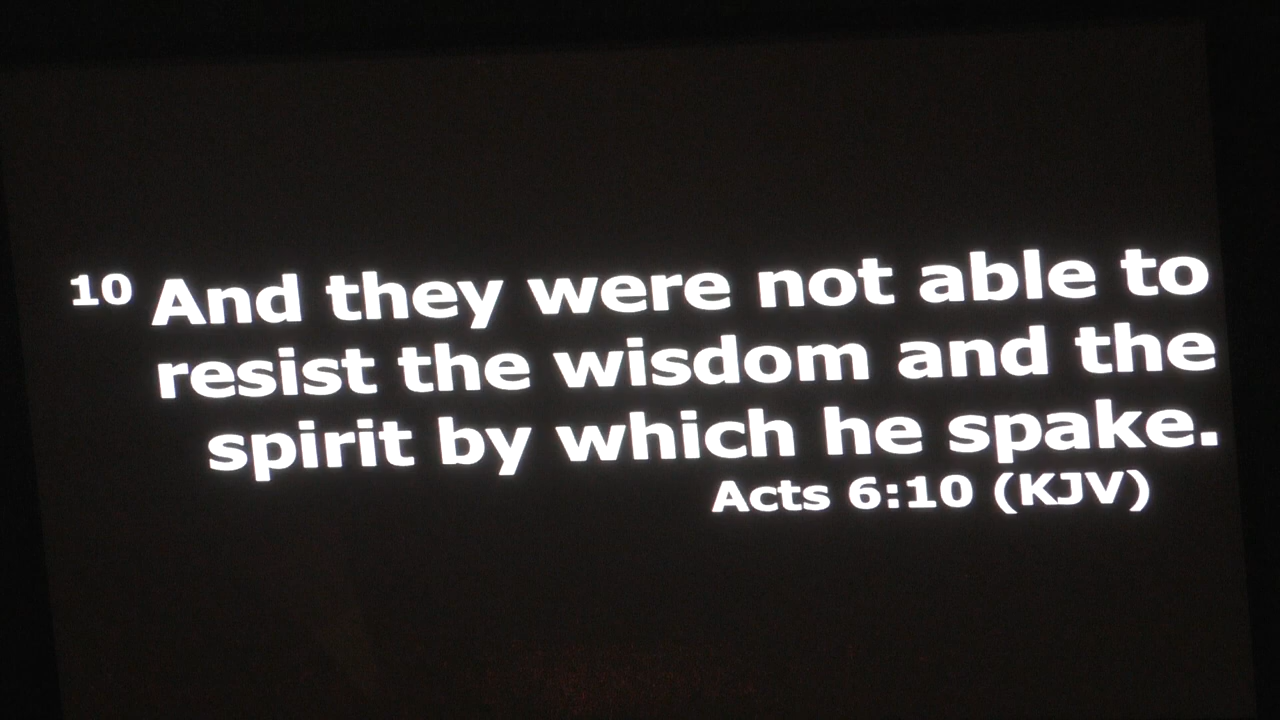 10 And they were not able to
resist the wisdom and the
spirit by which he spake.
Acts 6:10 (KJV)